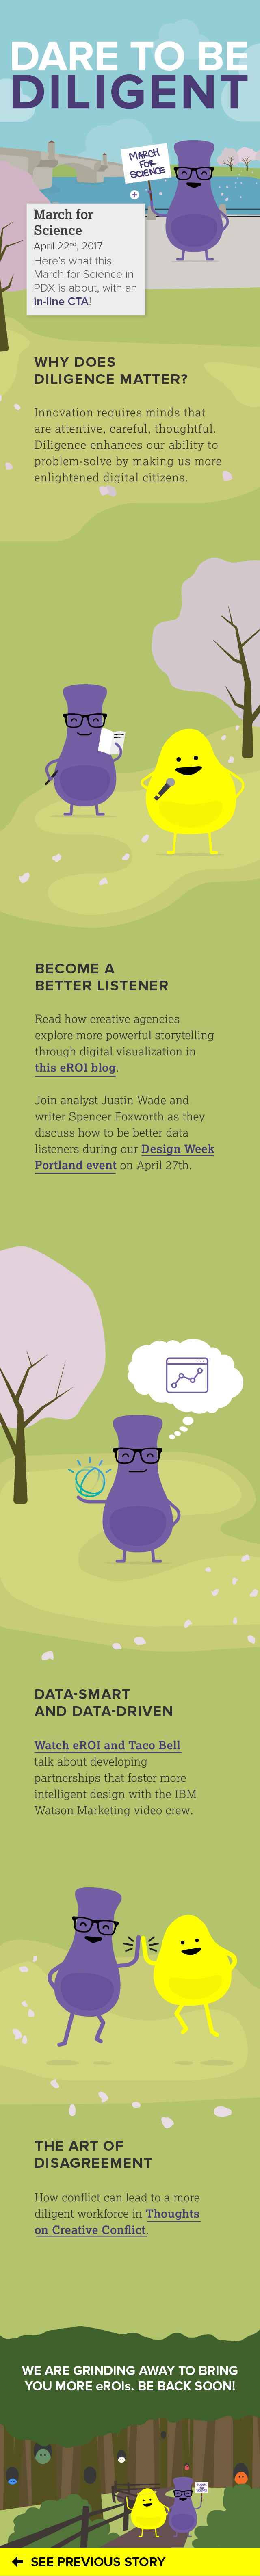 DARE TO BE
DILIGENT
MARCH
FOR
SCIENCE
March for
Science
April 22nd, 2017
Here's what this
March for Science in
PDX is about, with an
in-line CTA!
WHY DOES
DILIGENCE MATTER?
Innovation requires minds that
are attentive, careful, thoughtful.
Diligence enhances our ability to
problem-solve by making us more
enlightened digital citizens.
BECOME A
BETTER LISTENER
Read how creative agencies
explore more powerful storytelling
through digital visualization in
this eROI blog.
Join analyst Justin Wade and
writer Spencer Foxworth as they
discuss how to be better data
listeners during our Design Week
Portland event on April 27th.
DATA-SMART
AND DATA-DRIVEN
Watch eROI and Taco Bell
talk about developing
partnerships that foster more
intelligent design with the IBM
Watson Marketing video crew.
THE ART OF
DISAGREEMENT
How conflict can lead to a more
diligent workforce in Thoughts
on Creative Conflict.
WE ARE GRINDING AWAY TO BRING
YOU MORE eROIs. BE BACK SOON!
MARCH
FOR
SCIENCE
SEE PREVIOUS STORY